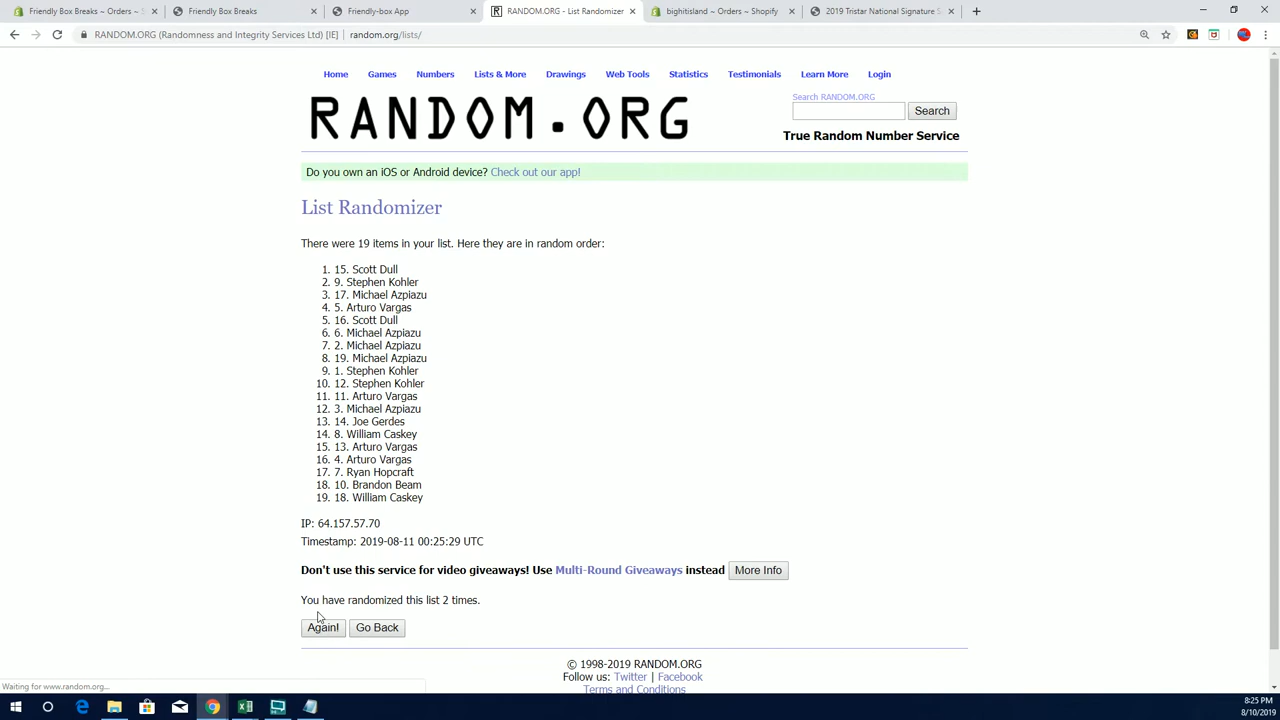 Friendly Box Breaks ~ Orders ~ S
Friendly Box Breaks
Friendly-box App
RANDOM.ORG - List Randomizer
bighitisland ~ Orders ~ Shopify
2019 Tristar National Signature S
RANDOM.ORG (Randomness and Integrity Services Ltd) [IE] | random.org/lists/
Home Games Numbers Lists & More Drawings Web Tools Statistics Testimonials Learn More Login
RANDOM.ORG
Search RANDOM.ORG
Search
True Random Number Service
Do you own an iOS or Android device? Check out our app!
List Randomizer
There were 19 items in your list. Here they are in random order:
1. 15. Scott Dull
2. 9. Stephen Kohler
3. 17. Michael Azpiazu
4. 5. Arturo Vargas
5. 16. Scott Dull
6. 6. Michael Azpiazu
7. 2. Michael Azpiazu
8. 19. Michael Azpiazu
9. 1. Stephen Kohler
10. 12. Stephen Kohler
11. 11. Arturo Vargas
12. 3. Michael Azpiazu
13. 14. Joe Gerdes
14. 8. William Caskey
15. 13. Arturo Vargas
16. 4. Arturo Vargas
17. 7. Ryan Hopcraft
18. 10. Brandon Beam
19. 18. William Caskey
IP: 64.157.57.70
Timestamp: 2019-08-11 00:25:29 UTC
Don't use this service for video giveaways! Use Multi-Round Giveaways instead More Info
You have randomized this list 2 times.
Again! Go Back
© 1998-2019 RANDOM.ORG
Follow us: Twitter | Facebook
Terms and Conditions
Waiting for www.random.org...
8:25 PM
8/10/2019